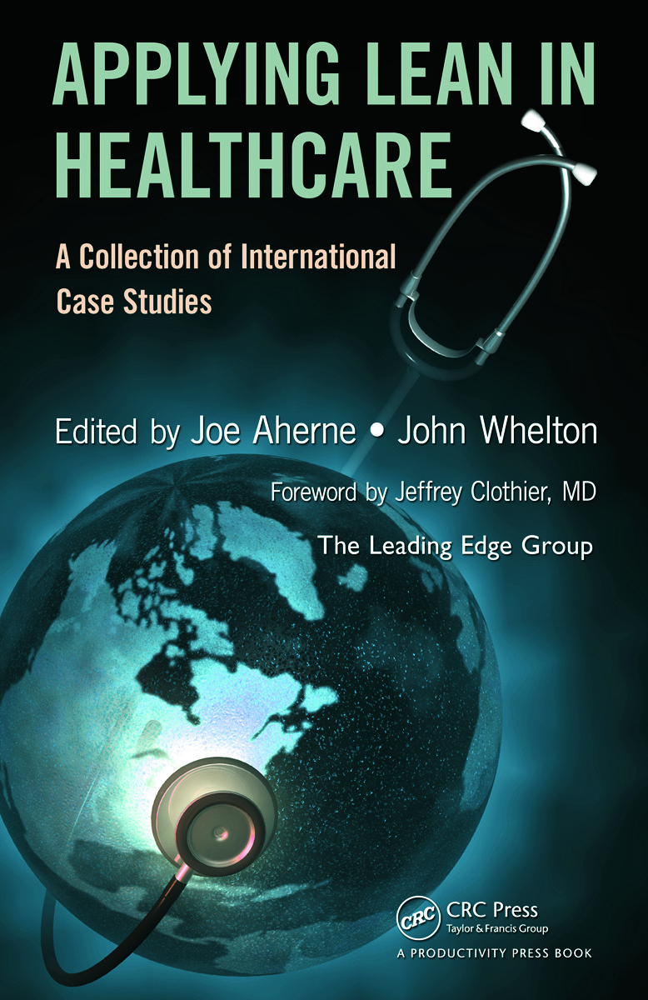 APPLYING LEAN IN
HEALTHCARE
A Collection of International
Case Studies
Edited by Joe Aherne • John Whelton
Foreword by Jeffrey Clothier, MD
The Leading Edge Group
CRC
CRC Press
Taylor & Francis Group
A PRODUCTIVITY PRESS BOOK